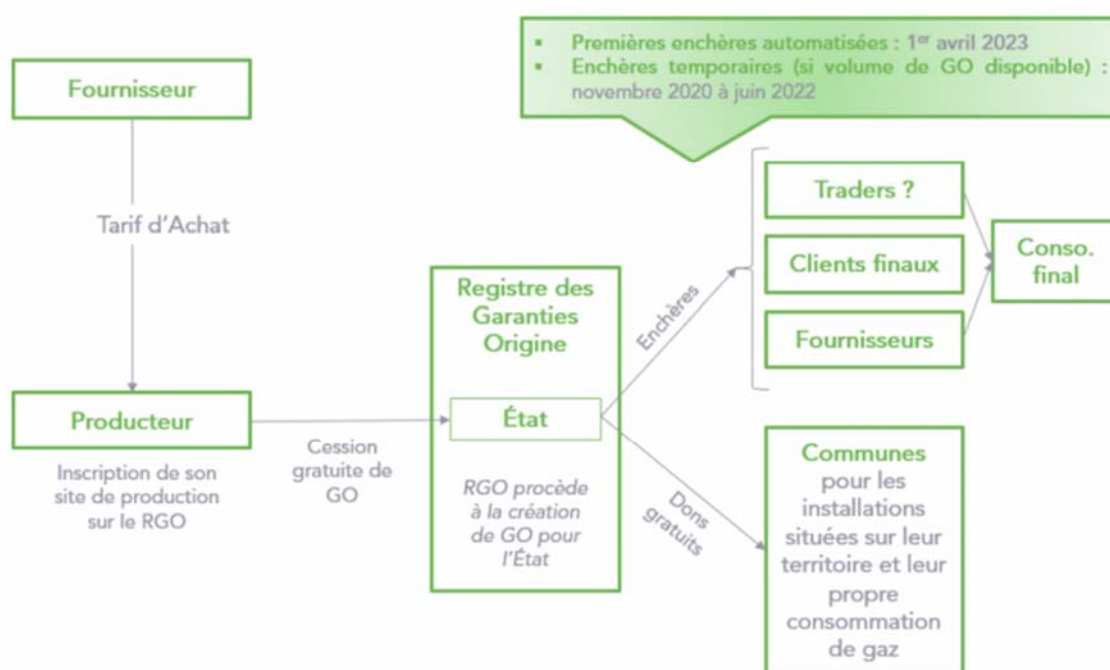 ▪ Premières enchères automatisées : 1er avril 2023
▪ Enchères temporaires (si volume de GO disponible) :
novembre 2020 à juin 2022
Fournisseur
Tarif d'Achat
Producteur
Inscription de son
site de production
sur le RGO
Cession
gratuite de
GO
Registre des
Garanties
Origine
État
RGO procède
à la création
de GO pour
l'État
Enchères
Dons
gratuits
Traders ?
Clients finaux
Fournisseurs
Conso.
final
Communes
pour les
installations
situées sur leur
territoire et leur
propre
consommation
de gaz